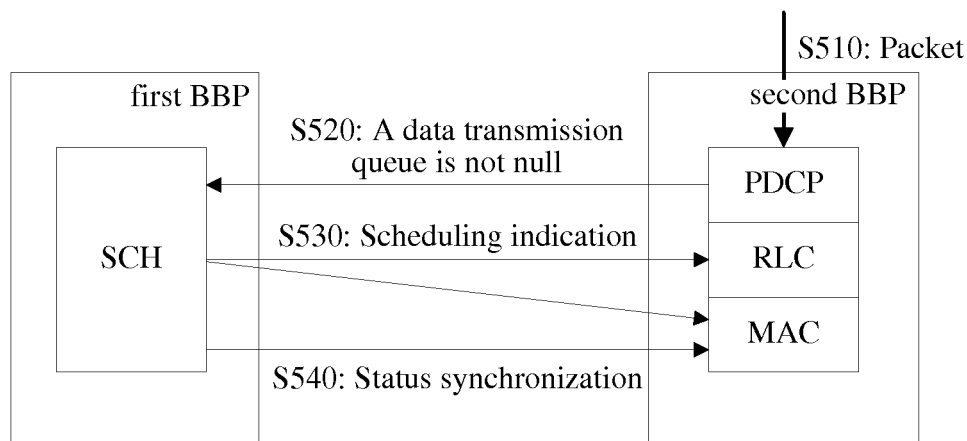 S510: Packet
first BBP
second BBP
S520: A data transmission
queue is not null
PDCP
S530: Scheduling indication
SCH
RLC
MAC
S540: Status synchronization